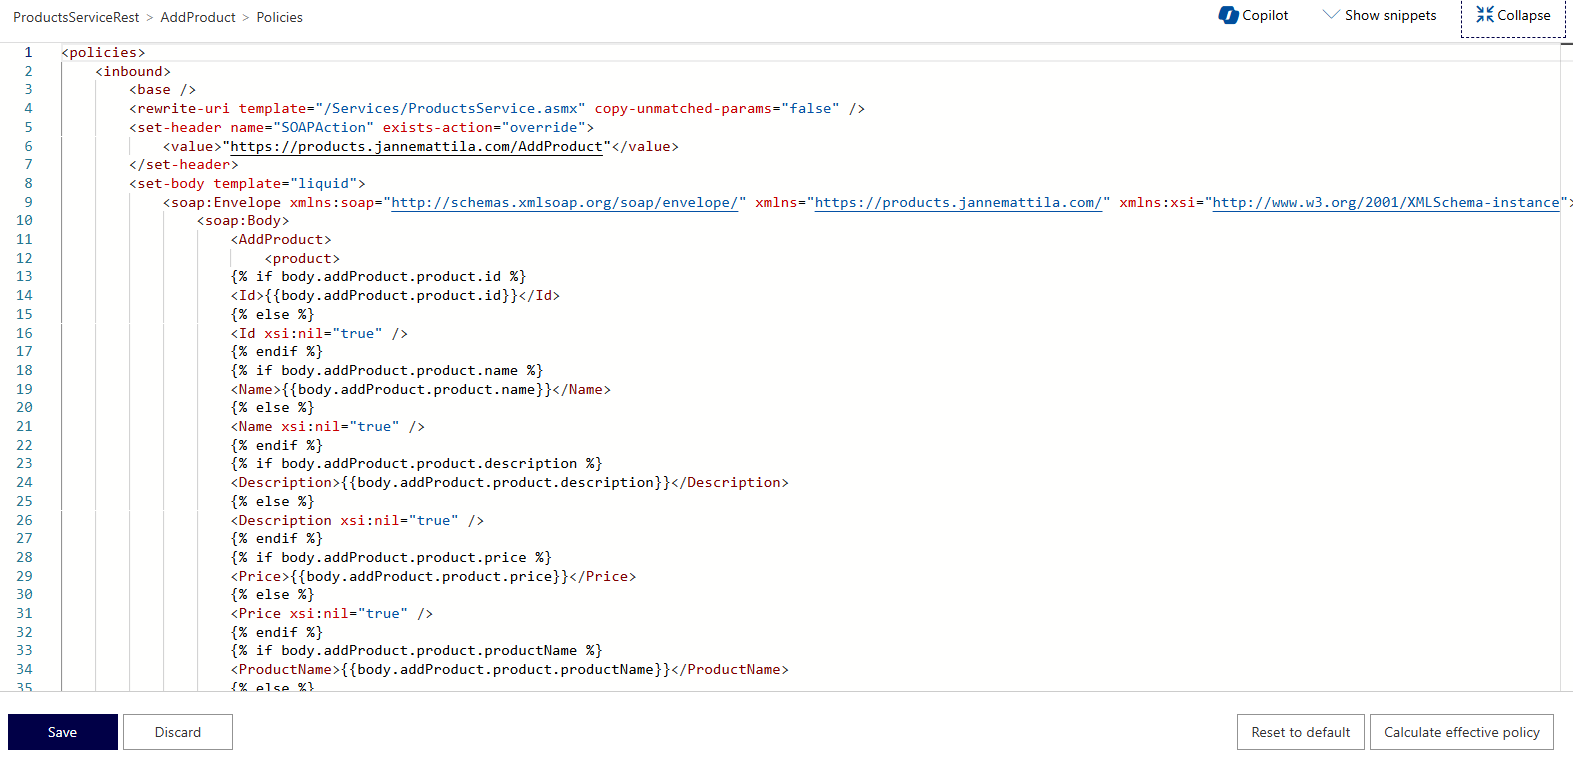 ProductsServiceRest > AddProduct > Policies
Copilot
Show snippets
Collapse
1 <policies>
2 <inbound>
3 <base />
4 <rewrite-uri template="/Services/ProductsService.asmx" copy-unmatched-params="false" />
5 <set-header name="SOAPAction" exists-action="override">
6 <value>"https://products.jannemattila.com/AddProduct"</value>
7 </set-header>
8 <set-body template="liquid">
9 <soap:Envelope xmlns:soap="http://schemas.xmlsoap.org/soap/envelope/" xmlns="https://products.jannemattila.com/" xmlns:xsi="http://www.w3.org/2001/XMLSchema-instance">
10 <soap:Body>
11 <AddProduct>
12 <product>
13 {% if body.addProduct.product.id %}
14 <Id>{{body.addProduct.product.id}}</Id>
15 {% else %}
16 <Id xsi:nil="true" />
17 {% endif %}
18 {% if body.addProduct.product.name %}
19 <Name>{{body.addProduct.product.name}}</Name>
20 {% else %}
21 <Name xsi:nil="true" />
22 {% endif %}
23 {% if body.addProduct.product.description %}
24 <Description>{{body.addProduct.product.description}}</Description>
25 {% else %}
26 <Description xsi:nil="true" />
27 {% endif %}
28 {% if body.addProduct.product.price %}
29 <Price>{{body.addProduct.product.price}}</Price>
30 {% else %}
31 <Price xsi:nil="true" />
32 {% endif %}
33 {% if body.addProduct.product.productName %}
34 <ProductName>{{body.addProduct.product.productName}}</ProductName>
35 {% else %}
Save
Discard
Reset to default
Calculate effective policy